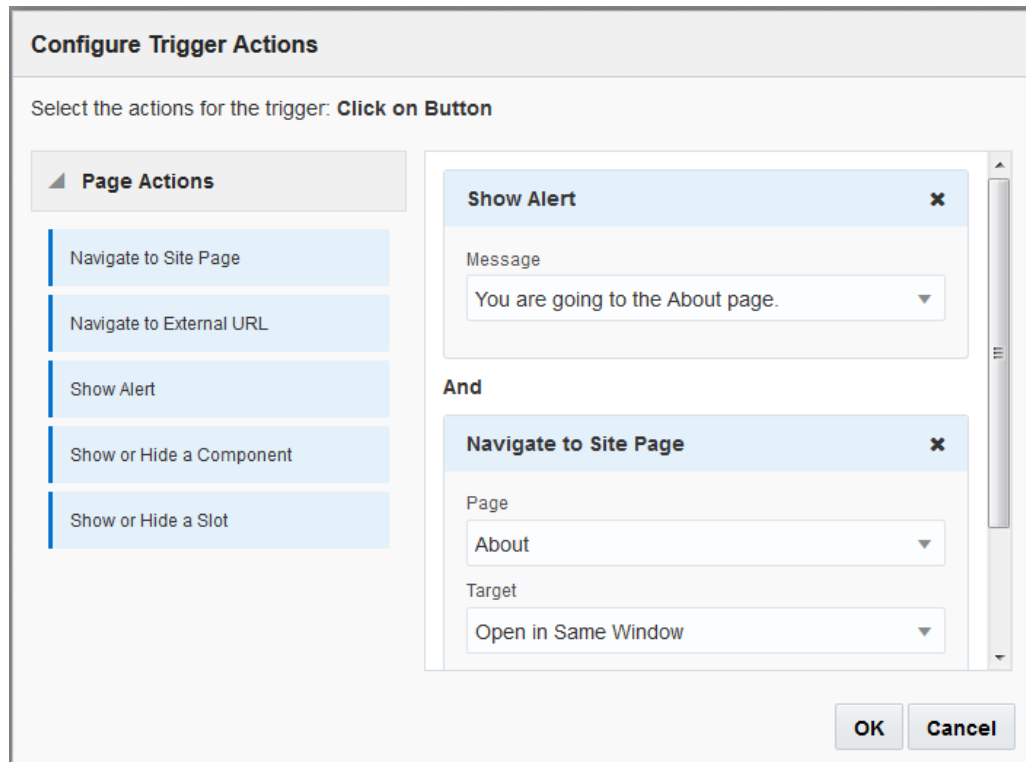 Configure Trigger Actions
Select the actions for the trigger: Click on Button
Page Actions
Navigate to Site Page
Navigate to External URL
Show Alert
Show or Hide a Component
Show or Hide a Slot
Show Alert
Message
You are going to the About page.
And
Navigate to Site Page
Page
About
Target
Open in Same Window
OK
Cancel